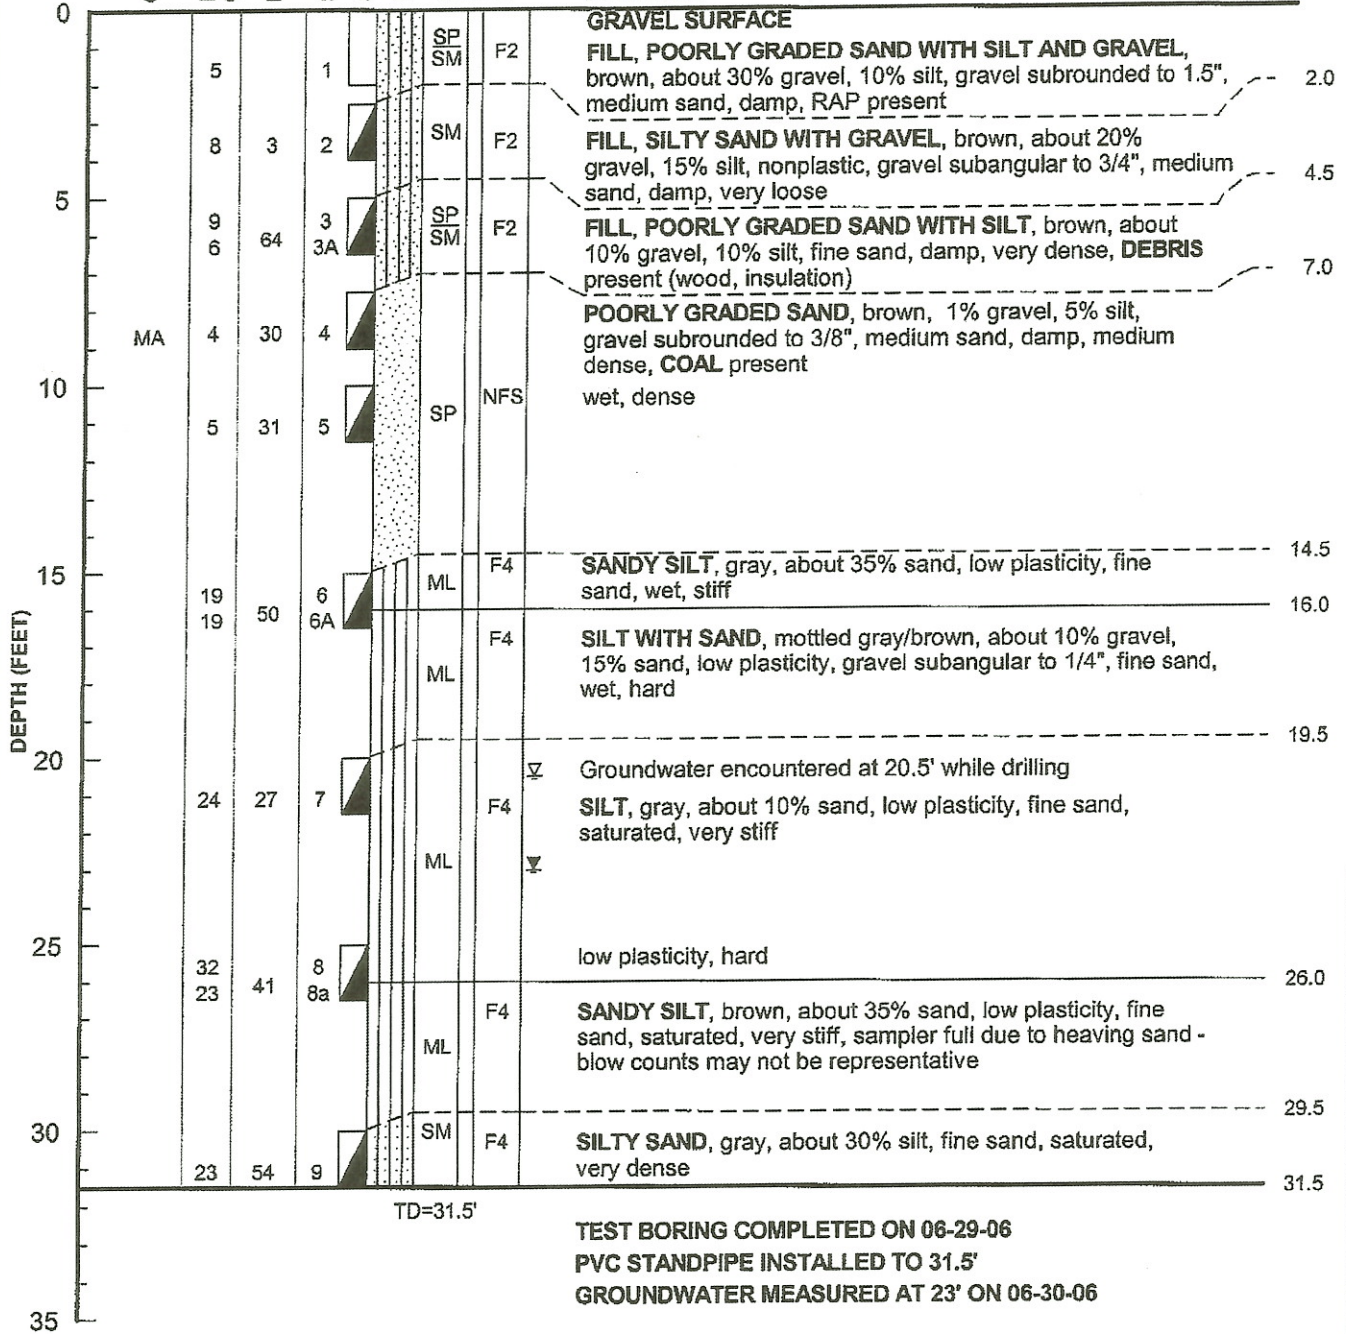 0
GRAVEL SURFACE
5 1 SP SM F2 FILL, POORLY GRADED SAND WITH SILT AND GRAVEL,
brown, about 30% gravel, 10% silt, gravel subrounded to 1.5", 2.0
medium sand, damp, RAP present
8 3 2 SM F2 FILL, SILTY SAND WITH GRAVEL, brown, about 20%
gravel, 15% silt, nonplastic, gravel subangular to 3/4", medium 4.5
sand, damp, very loose
5
9 6 64 3 3A SP SM F2 FILL, POORLY GRADED SAND WITH SILT, brown, about
10% gravel, 10% silt, fine sand, damp, very dense, DEBRIS
present (wood, insulation) 7.0
MA 4 30 4 POORLY GRADED SAND, brown, 1% gravel, 5% silt,
gravel subrounded to 3/8", medium sand, damp, medium
dense, COAL present
10 NFS wet, dense
5 31 5 SP
14.5
15 19 19 50 6 6A ML F4 SANDY SILT, gray, about 35% sand, low plasticity, fine
sand, wet, stiff 16.0
F4 SILT WITH SAND, mottled gray/brown, about 10% gravel,
ML 15% sand, low plasticity, gravel subangular to 1/4", fine sand,
wet, hard
DEPTH (FEET)
19.5
20 Groundwater encountered at 20.5' while drilling
24 27 7 F4 SILT, gray, about 10% sand, low plasticity, fine sand,
saturated, very stiff
ML
25 low plasticity, hard
32 23 41 8 8a 26.0
F4 SANDY SILT, brown, about 35% sand, low plasticity, fine
ML sand, saturated, very stiff, sampler full due to heaving sand -
blow counts may not be representative
29.5
30 SM F4 SILTY SAND, gray, about 30% silt, fine sand, saturated,
23 54 9 very dense 31.5
TD=31.5'
TEST BORING COMPLETED ON 06-29-06
PVC STANDPIPE INSTALLED TO 31.5'
GROUNDWATER MEASURED AT 23' ON 06-30-06
35